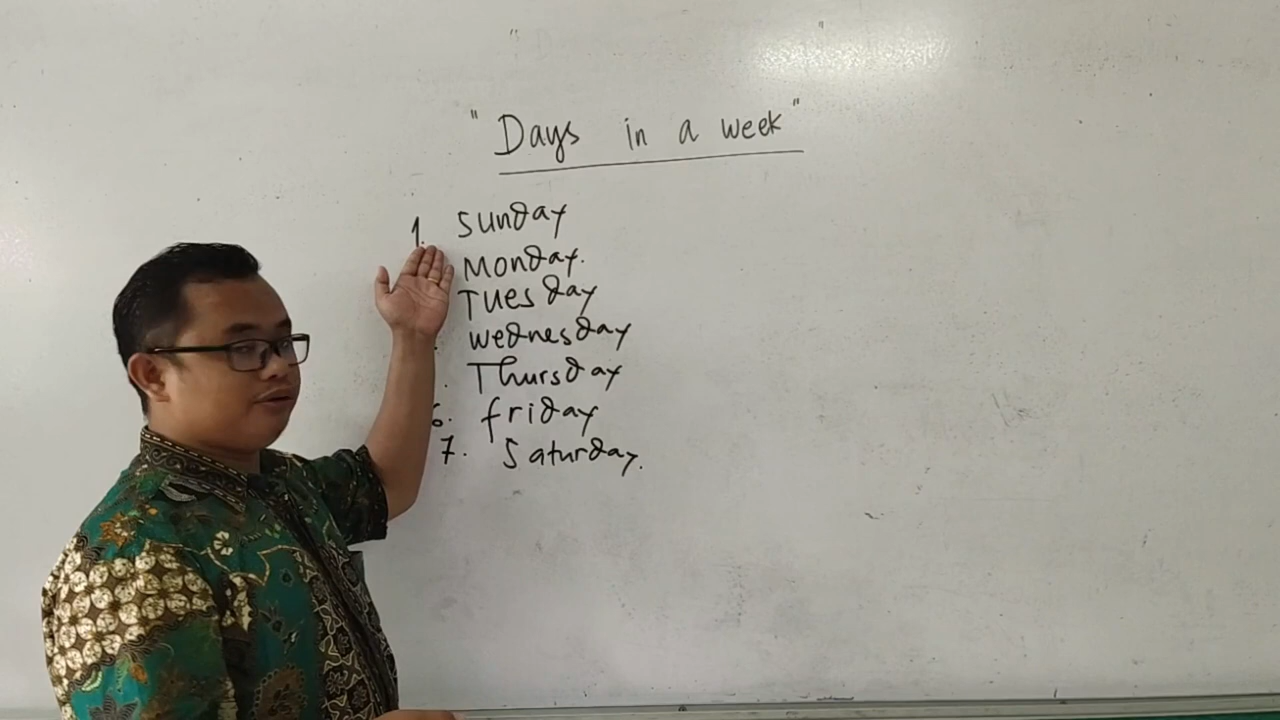 "Days in a week"
1. Sunday
Monday.
Tuesday
Wednesday
Thursday
6. friday
7. Saturday.